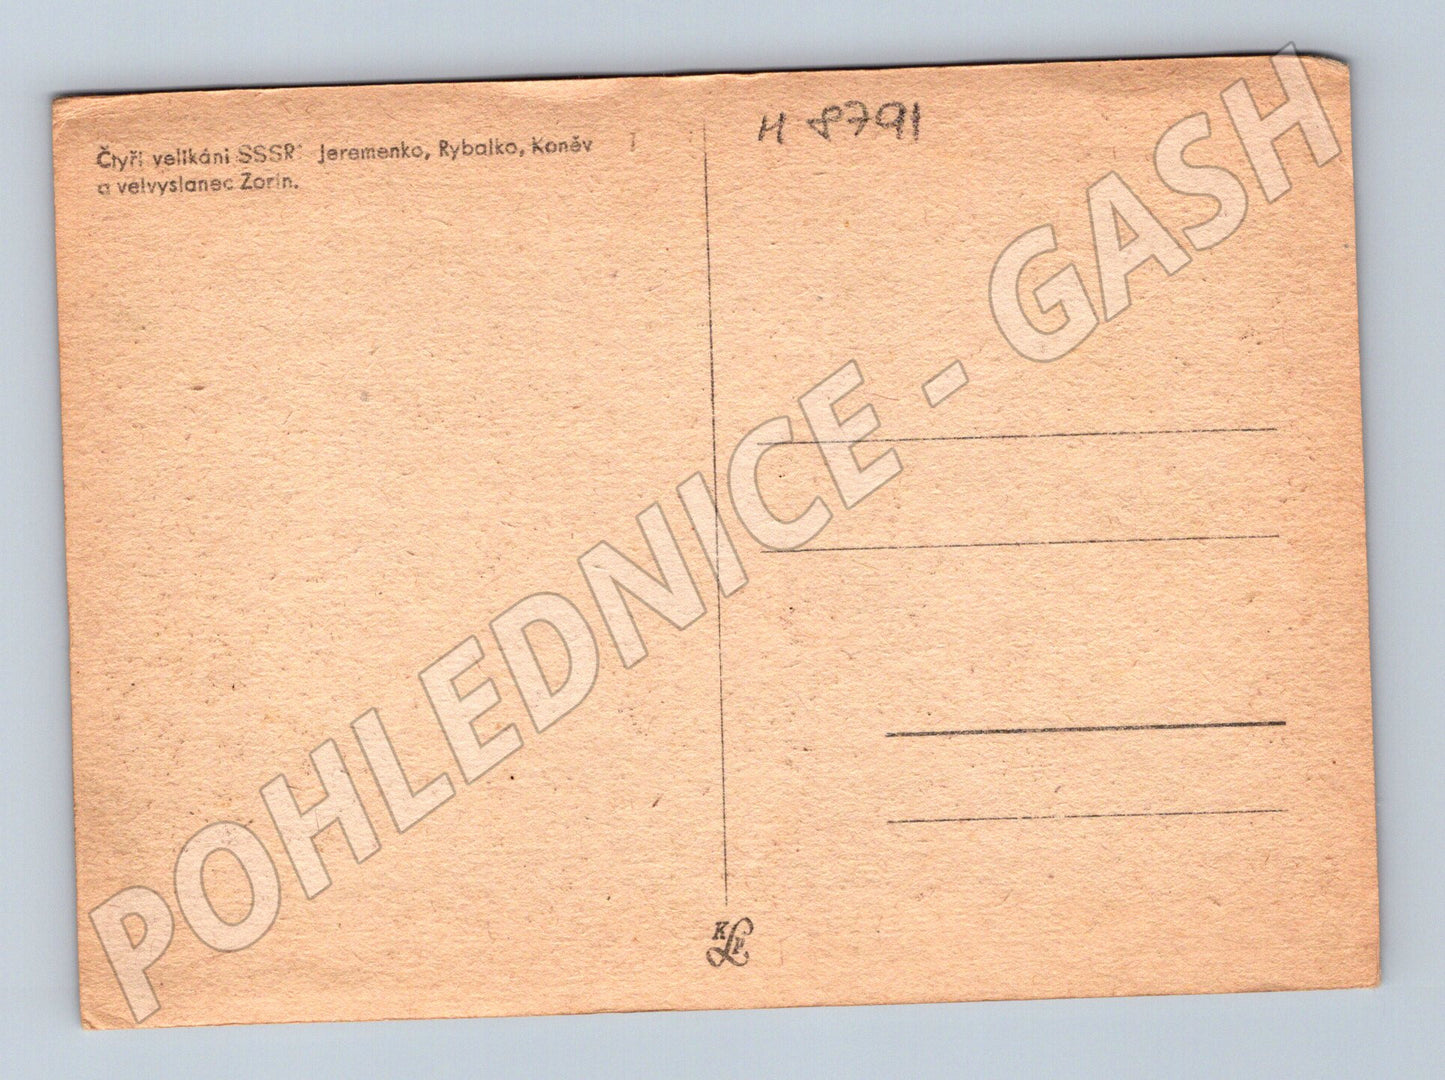 Čtyři velikáni SSSR: Jeremenko, Rybalko, Koněv
a velvyslanec Zorin.
H 8791
POHLEDNICE - GASH
K L P